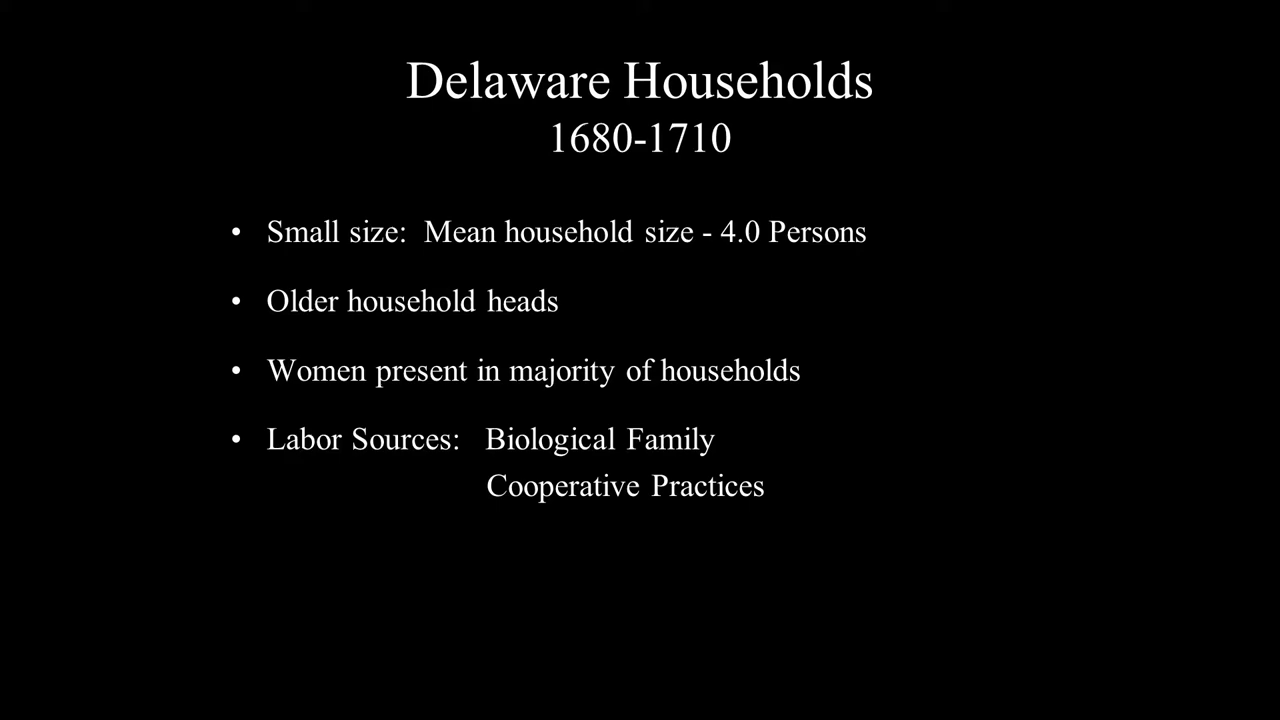 Delaware Households
1680-1710
• Small size:  Mean household size - 4.0 Persons
• Older household heads
• Women present in majority of households
• Labor Sources:   Biological Family
Cooperative Practices